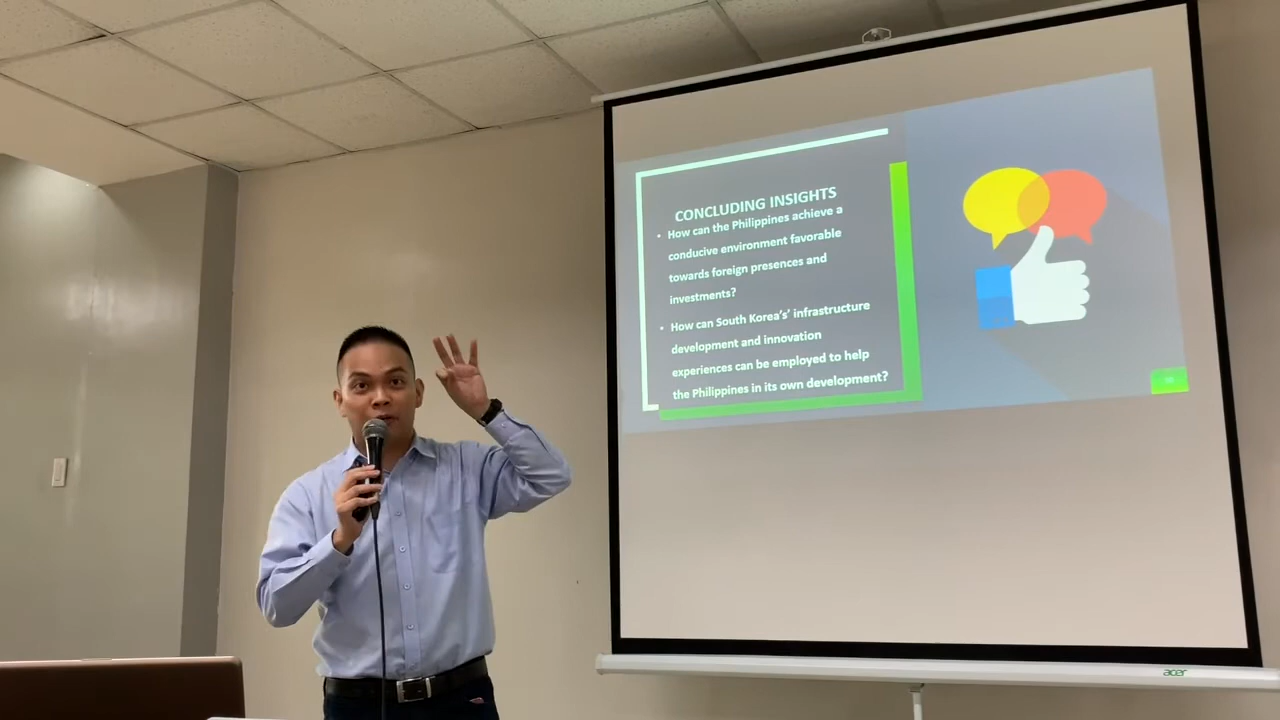 CONCLUDING INSIGHTS
• How can the Philippines achieve a
conducive environment favorable
towards foreign presences and
investments?
• How can South Korea's' infrastructure
development and innovation
experiences can be employed to help
the Philippines in its own development?
acer